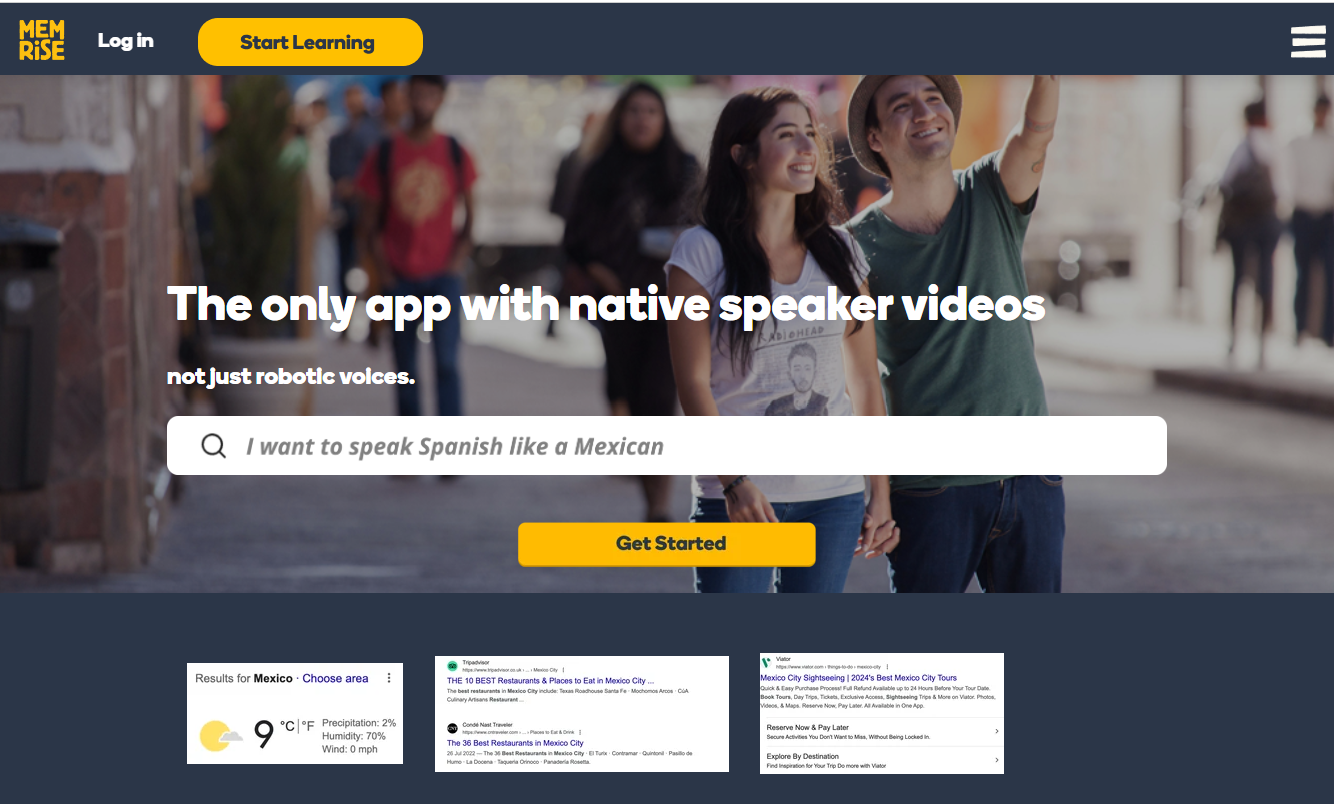 MEM
RiSE
Log in
Start Learning
The only app with native speaker videos
RADIOHEAD
not just robotic voices.
I want to speak Spanish like a Mexican
Get Started
Results for Mexico · Choose area
9 °C | °F
Precipitation: 2%
Humidity: 70%
Wind: 0 mph
Tripadvisor
https://www.tripadvisor.co.uk › ... › Mexico City
THE 10 BEST Restaurants & Places to Eat in Mexico City ...
The best restaurants in Mexico City include: Texas Roadhouse Santa Fe · Mochomos Arcos · CūA
Culinary Artisans Restaurant ...
CNT
Condé Nast Traveler
https://www.cntraveler.com › ... › Places to Eat & Drink
The 36 Best Restaurants in Mexico City
26 Jul 2022 — The 36 Best Restaurants in Mexico City · El Turix · Contramar · Quintonil · Pasillo de
Humo · La Docena · Taquería Orinoco · Panadería Rosetta.
Viator
https://www.viator.com › things-to-do › mexico-city
Mexico City Sightseeing | 2024's Best Mexico City Tours
Quick & Easy Purchase Process! Full Refund Available up to 24 Hours Before Your Tour Date.
Book Tours, Day Trips, Tickets, Exclusive Access, Sightseeing Trips & More on Viator. Photos,
Videos, & Maps. Reserve Now, Pay Later. All Available in One App.
Reserve Now & Pay Later
Secure Activities You Don't Want to Miss, Without Being Locked In.
Explore By Destination
Find Inspiration for Your Trip Do more with Viator